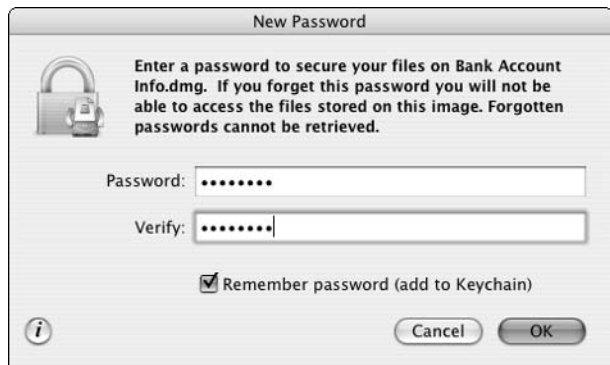 New Password
Enter a password to secure your files on Bank Account
Info.dmg. If you forget this password you will not be
able to access the files stored on this image. Forgotten
passwords cannot be retrieved.
Password: ••••••••
Verify: ••••••••
Remember password (add to Keychain)
i Cancel OK